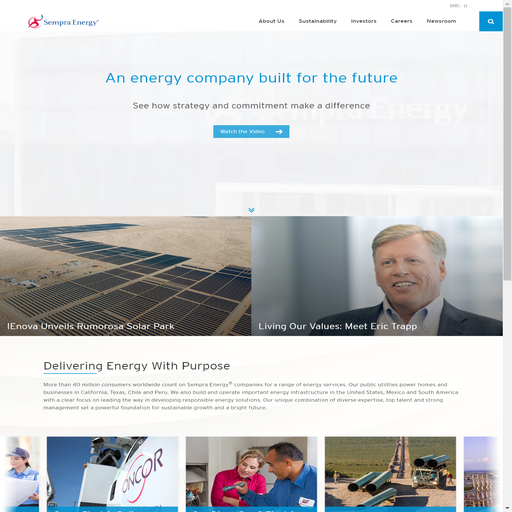 SRE: 0
Sempra Energy®
About Us
Sustainability
Investors
Careers
Newsroom
An energy company built for the future
See how strategy and commitment make a difference
Sempra Energy
Watch the Video
IEnova Unveils Rumorosa Solar Park
Living Our Values: Meet Eric Trapp
Delivering Energy With Purpose
More than 40 million consumers worldwide count on Sempra Energy® companies for a range of energy services. Our public utilities power homes and
businesses in California, Texas, Chile and Peru. We also build and operate important energy infrastructure in the United States, Mexico and South America
with a clear focus on leading the way in developing responsible energy solutions. Our unique combination of diverse expertise, top talent and strong
management set a powerful foundation for sustainable growth and a bright future.
ONCOR